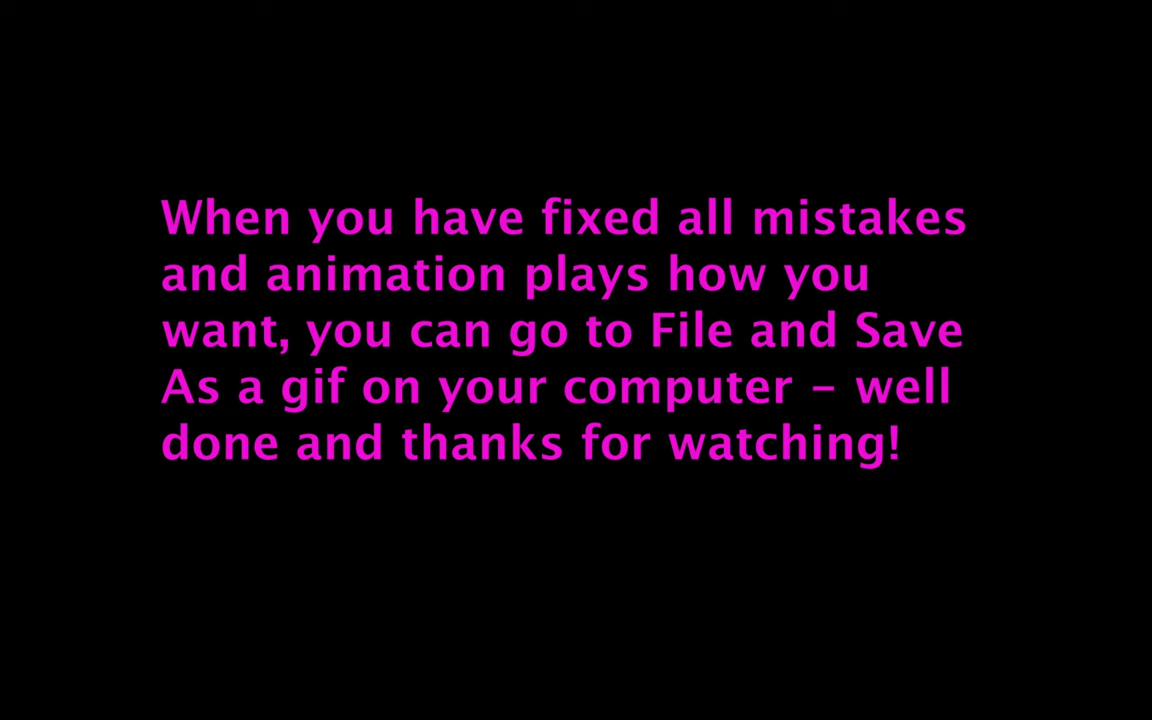 When you have fixed all mistakes
and animation plays how you
want, you can go to File and Save
As a gif on your computer - well
done and thanks for watching!